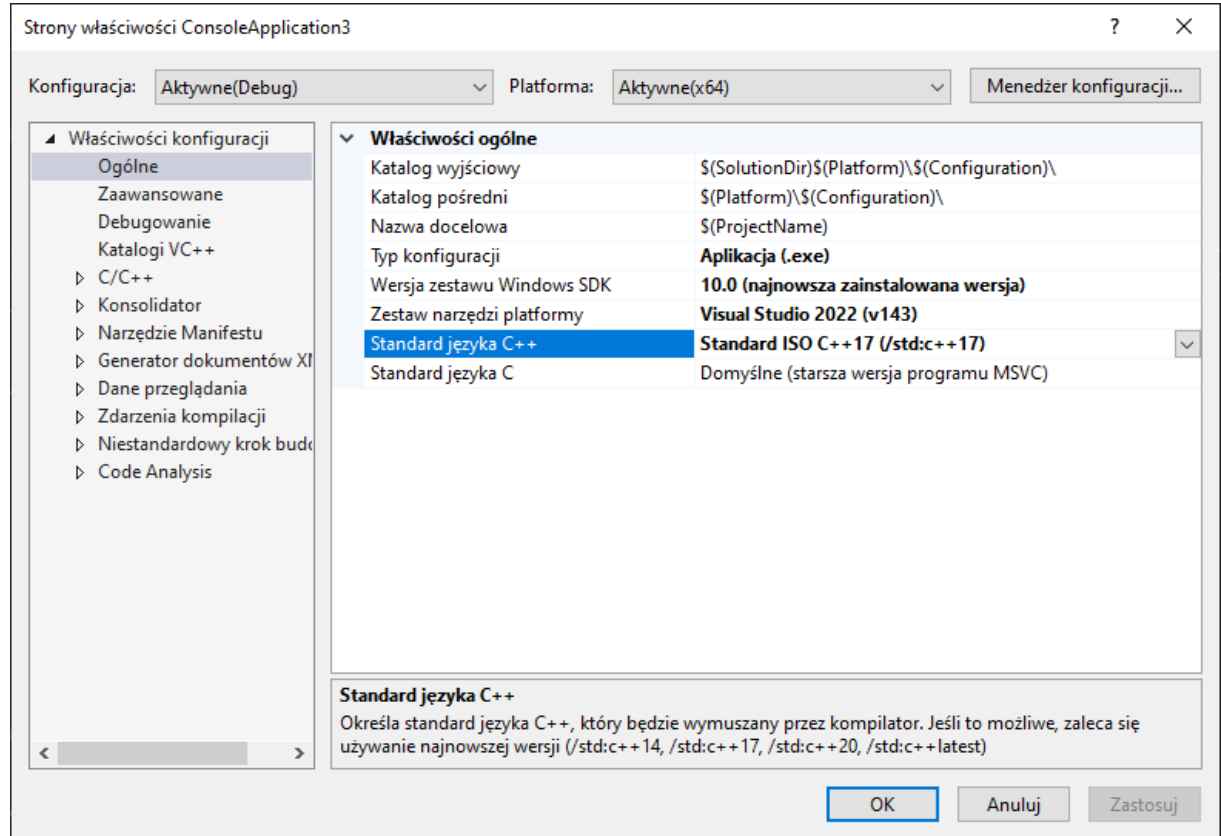 Strony właściwości ConsoleApplication3
? ×
Konfiguracja: Aktywne(Debug) Platforma: Aktywne(x64) Menedżer konfiguracji...
Właściwości konfiguracji
Ogólne
Zaawansowane
Debugowanie
Katalogi VC++
C/C++
Konsolidator
Narzędzie Manifestu
Generator dokumentów
Dane przeglądania
Zdarzenia kompilacji
Niestandardowy krok
Code Analysis
Właściwości ogólne
Katalog wyjściowy $(SolutionDir)$(Platform)\$(Configuration)\
Katalog pośredni $(Platform)\$(Configuration)\
Nazwa docelowa $(ProjectName)
Typ konfiguracji Aplikacja (.exe)
Wersja zestawu Windows SDK 10.0 (najnowsza zainstalowana wersja)
Zestaw narzędzi platformy Visual Studio 2022 (v143)
Standard języka C++ Standard ISO C++17 (/std:c++17)
Standard języka C Domyślne (starsza wersja programu MSVC)
Standard języka C++
Określa standard języka C++, który będzie wymuszany przez kompilator. Jeśli to możliwe, zaleca się
używanie najnowszej wersji (/std:c++14, /std:c++17, /std:c++20, /std:c++latest)
OK Anuluj Zastosuj